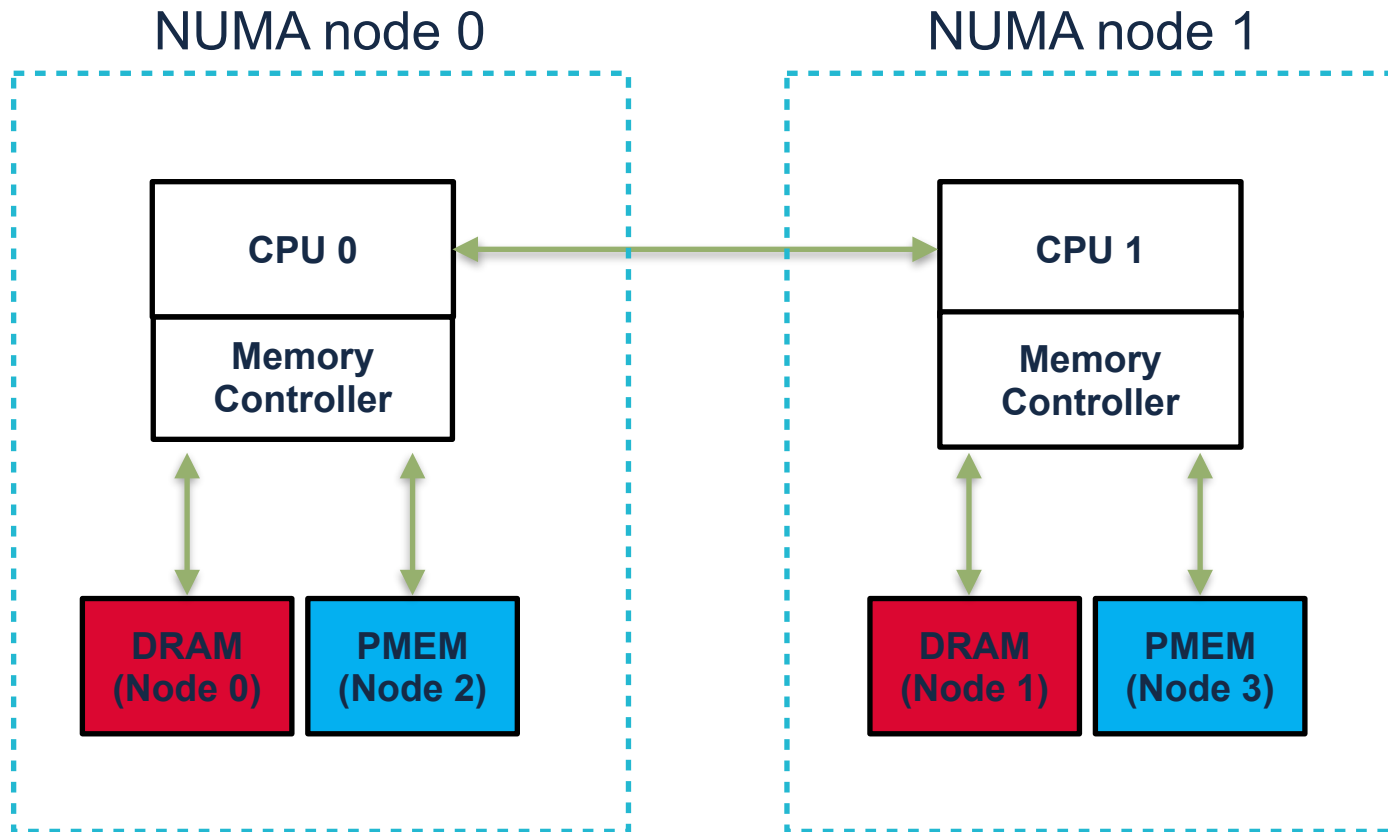 NUMA node 0
NUMA node 1
CPU 0
CPU 1
Memory
Controller
Memory
Controller
DRAM
(Node 0)
PMEM
(Node 2)
DRAM
(Node 1)
PMEM
(Node 3)